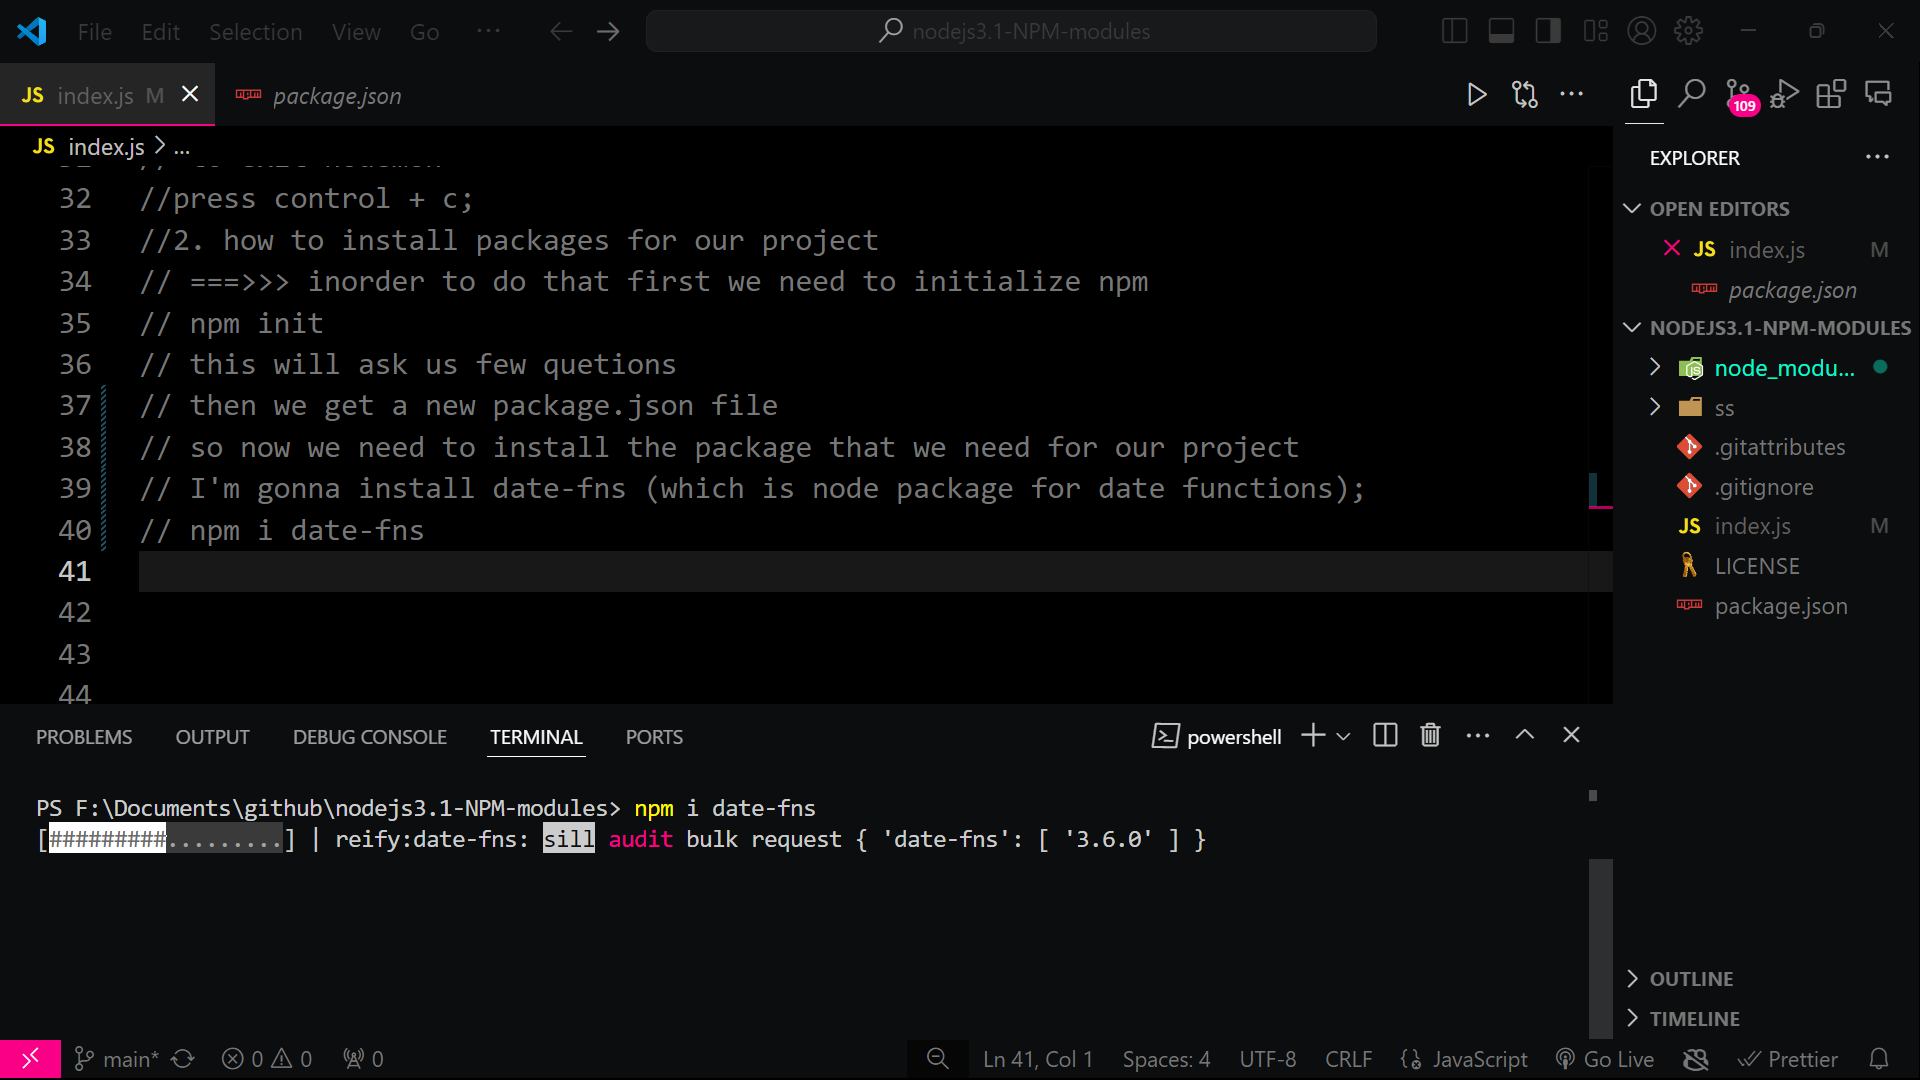 File Edit Selection View Go ··· nodejs3.1-NPM-modules
JS index.js M package.json
109
JS index.js > ...
32 //press control + c;
33 //2. how to install packages for our project
34 // ===>>> inorder to do that first we need to initialize npm
35 // npm init
36 // this will ask us few quetions
37 // then we get a new package.json file
38 // so now we need to install the package that we need for our project
39 // I'm gonna install date-fns (which is node package for date functions);
40 // npm i date-fns
41
42
43
44
EXPLORER
OPEN EDITORS
JS index.js M
package.json
NODEJS3.1-NPM-MODULES
node_modu...
ss
.gitattributes
.gitignore
JS index.js M
LICENSE
package.json
OUTLINE
TIMELINE
PROBLEMS OUTPUT DEBUG CONSOLE TERMINAL PORTS powershell
PS F:\Documents\github\nodejs3.1-NPM-modules> npm i date-fns
[#########.........] | reify:date-fns: sill audit bulk request { 'date-fns': [ '3.6.0' ] }
main* 0 0 0 Ln 41, Col 1 Spaces: 4 UTF-8 CRLF {} JavaScript Go Live Prettier